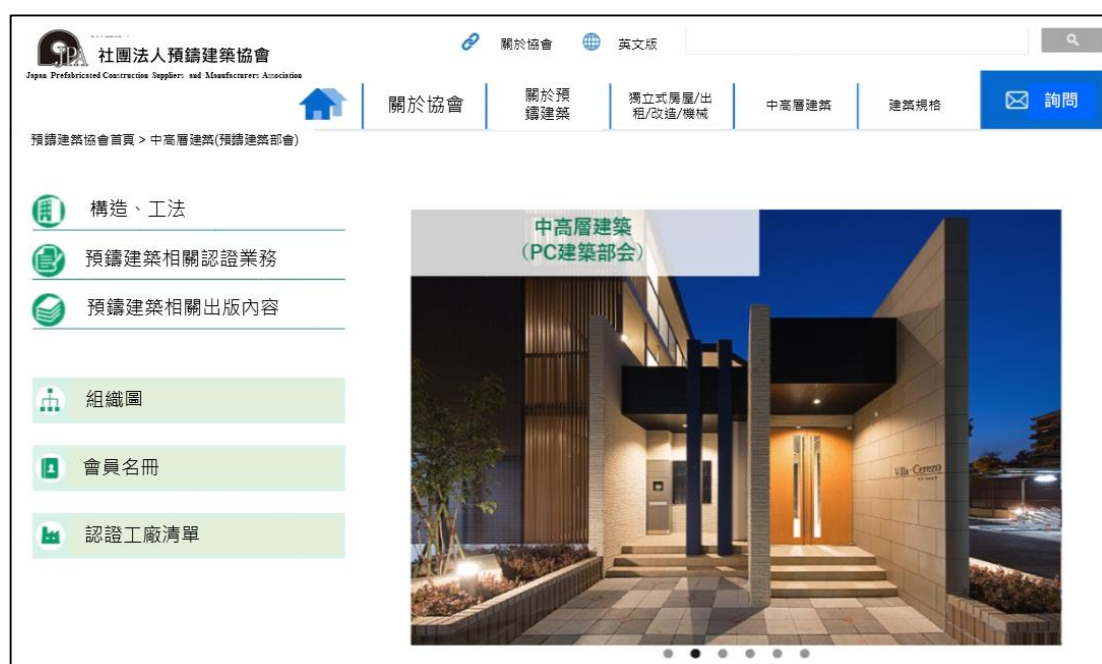 JPA
社團法人預鑄建築協會
Japan Prefabricated Construction Suppliers and Manufacturers Association
關於協會
英文版
關於協會
關於預
鑄建築
獨立式房屋/出
租/改造/機械
中高層建築
建築規格
詢問
預鑄建築協會首頁 > 中高層建築(預鑄建築部會)
構造、工法
預鑄建築相關認證業務
預鑄建築相關出版內容
組織圖
會員名冊
認證工廠清單
中高層建築
(PC建築部会)
Villa Cerezo